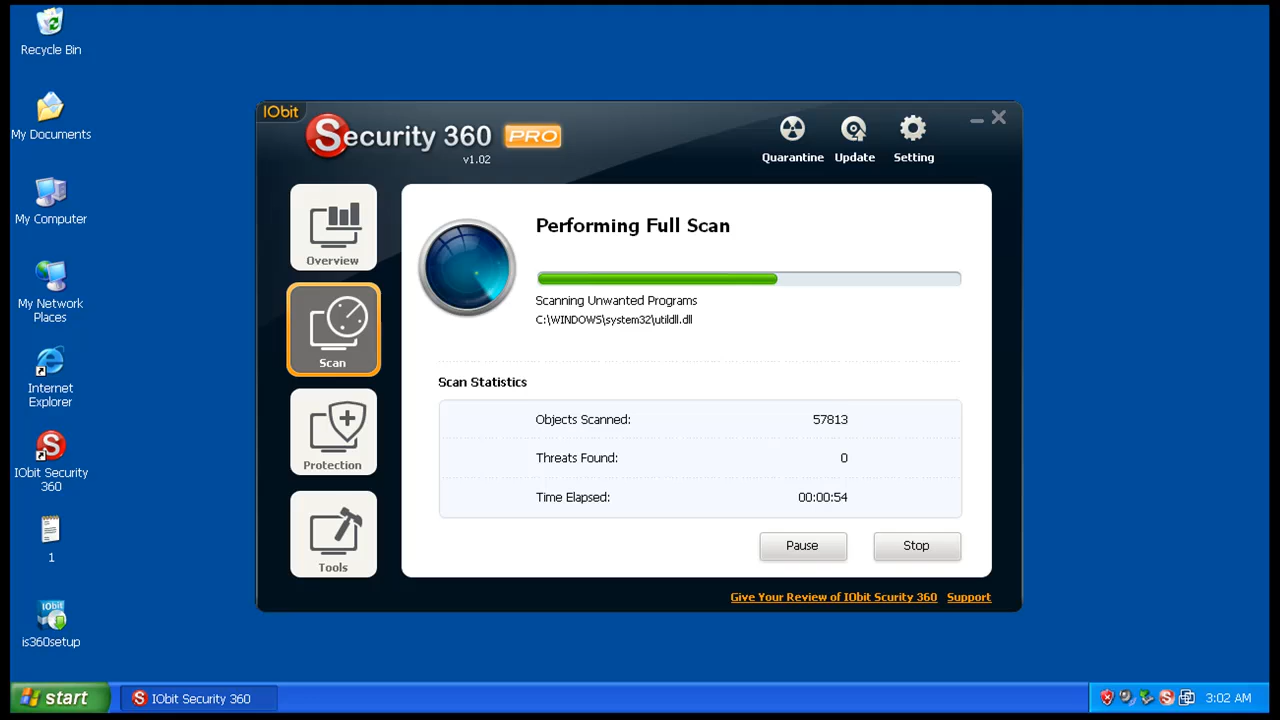 Recycle Bin
My Documents
My Computer
My Network
Places
Internet
Explorer
IObit Security
360
1
IObit
is360setup
IObit
Security 360 PRO
v1.02
Quarantine
Update
Setting
Overview
Scan
Protection
Tools
Performing Full Scan
Scanning Unwanted Programs
C:\WINDOWS\system32\utildll.dll
Scan Statistics
Objects Scanned: 57813
Threats Found: 0
Time Elapsed: 00:00:54
Pause
Stop
Give Your Review of IObit Scurity 360
Support
start
S IObit Security 360
3:02 AM